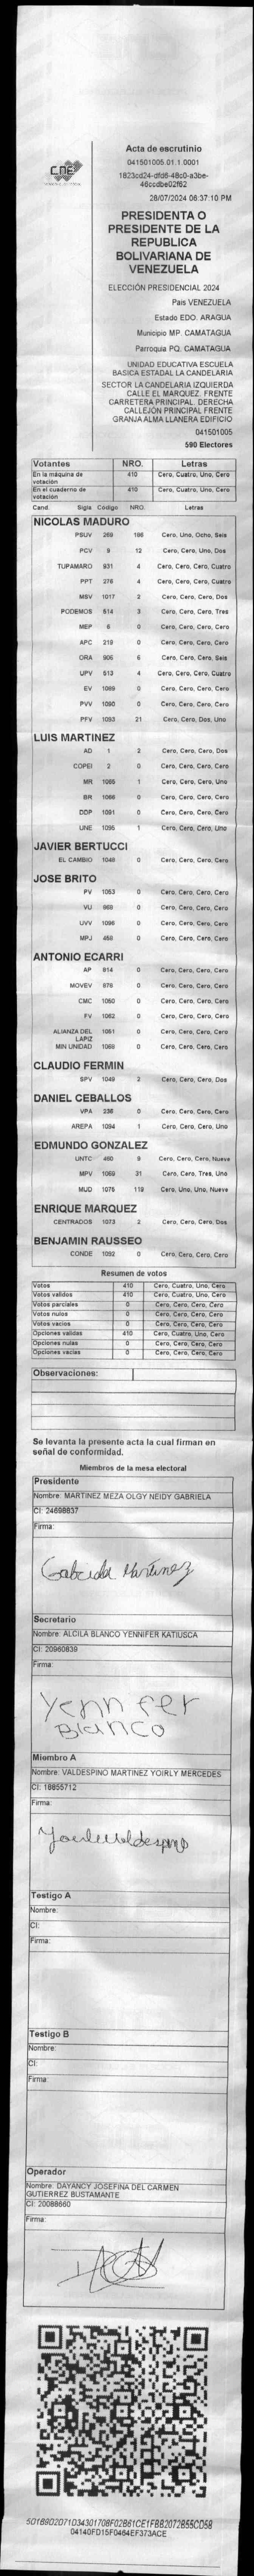 CNE
Acta de escrutinio
041501005.01.1.0001
1823cd24-dfd6-48c0-a3be-
46ccdbe02f62
28/07/2024 06:37:10 PM
PRESIDENTA O
PRESIDENTE DE LA
REPUBLICA
BOLIVARIANA DE
VENEZUELA
ELECCIÓN PRESIDENCIAL 2024
Pais VENEZUELA
Estado EDO. ARAGUA
Municipio MP. CAMATAGUA
Parroquia PQ. CAMATAGUA
UNIDAD EDUCATIVA ESCUELA
BASICA ESTADAL LA CANDELARIA
SECTOR LA CANDELARIA IZQUIERDA
CALLE EL MARQUEZ. FRENTE
CARRETERA PRINCIPAL. DERECHA
CALLEJÓN PRINCIPAL FRENTE
GRANJA ALMA LLANERA EDIFICIO
041501005
590 Electores
Votantes NRO. Letras
En la máquina de votación 410 Cero, Cuatro, Uno, Cero
En el cuaderno de votación 410 Cero, Cuatro, Uno, Cero
Cand. Sigla Código NRO. Letras
NICOLAS MADURO
PSUV 269 186 Cero, Uno, Ocho, Seis
PCV 9 12 Cero, Cero, Uno, Dos
TUPAMARO 931 4 Cero, Cero, Cero, Cuatro
PPT 276 4 Cero, Cero, Cero, Cuatro
MSV 1017 2 Cero, Cero, Cero, Dos
PODEMOS 514 3 Cero, Cero, Cero, Tres
MEP 6 0 Cero, Cero, Cero, Cero
APC 219 0 Cero, Cero, Cero, Cero
ORA 906 6 Cero, Cero, Cero, Seis
UPV 513 4 Cero, Cero, Cero, Cuatro
EV 1089 0 Cero, Cero, Cero, Cero
PVV 1090 0 Cero, Cero, Cero, Cero
PFV 1093 21 Cero, Cero, Dos, Uno
LUIS MARTINEZ
AD 1 2 Cero, Cero, Cero, Dos
COPEI 2 0 Cero, Cero, Cero, Cero
MR 1065 1 Cero, Cero, Cero, Uno
BR 1066 0 Cero, Cero, Cero, Cero
DDP 1091 0 Cero, Cero, Cero, Cero
UNE 1095 1 Cero, Cero, Cero, Uno
JAVIER BERTUCCI
EL CAMBIO 1048 0 Cero, Cero, Cero, Cero
JOSE BRITO
PV 1053 0 Cero, Cero, Cero, Cero
VU 968 0 Cero, Cero, Cero, Cero
UVV 1096 0 Cero, Cero, Cero, Cero
MPJ 458 0 Cero, Cero, Cero, Cero
ANTONIO ECARRI
AP 814 0 Cero, Cero, Cero, Cero
MOVEV 876 0 Cero, Cero, Cero, Cero
CMC 1050 0 Cero, Cero, Cero, Cero
FV 1062 0 Cero, Cero, Cero, Cero
ALIANZA DEL LAPIZ 1051 0 Cero, Cero, Cero, Cero
MIN UNIDAD 1069 0 Cero, Cero, Cero, Cero
CLAUDIO FERMIN
SPV 1049 2 Cero, Cero, Cero, Dos
DANIEL CEBALLOS
VPA 236 0 Cero, Cero, Cero, Cero
AREPA 1094 1 Cero, Cero, Cero, Uno
EDMUNDO GONZALEZ
UNTC 460 9 Cero, Cero, Cero, Nueve
MPV 1069 31 Cero, Cero, Tres, Uno
MUD 1075 119 Cero, Uno, Uno, Nueve
ENRIQUE MARQUEZ
CENTRADOS 1073 2 Cero, Cero, Cero, Dos
BENJAMIN RAUSSEO
CONDE 1092 0 Cero, Cero, Cero, Cero
Resumen de votos
Votos 410 Cero, Cuatro, Uno, Cero
Votos validos 410 Cero, Cuatro, Uno, Cero
Votos parciales 0 Cero, Cero, Cero, Cero
Votos nulos 0 Cero, Cero, Cero, Cero
Votos vacios 0 Cero, Cero, Cero, Cero
Opciones validas 410 Cero, Cuatro, Uno, Cero
Opciones nulas 0 Cero, Cero, Cero, Cero
Opciones vacias 0 Cero, Cero, Cero, Cero
Observaciones:
Se levanta la presente acta la cual firman en
señal de conformidad.
Miembros de la mesa electoral
Presidente
Nombre: MARTINEZ MEZA OLGY NEIDY GABRIELA
CI: 24698837
Firma:
Gabriela Martinez
Secretario
Nombre: ALCILA BLANCO YENNIFER KATIUSCA
CI: 20960839
Firma:
Yennifer
Blanco
Miembro A
Nombre: VALDESPINO MARTINEZ YOIRLY MERCEDES
CI: 18855712
Firma:
Testigo A
Nombre:
CI:
Firma:
Testigo B
Nombre:
CI:
Firma:
Operador
Nombre: DAYANCY JOSEFINA DEL CARMEN
GUTIERREZ BUSTAMANTE
CI: 20088660
Firma:
5D18902D71D34301708F02B81CE1FBB2072B55CD58
04140FD15F0464EF373ACE